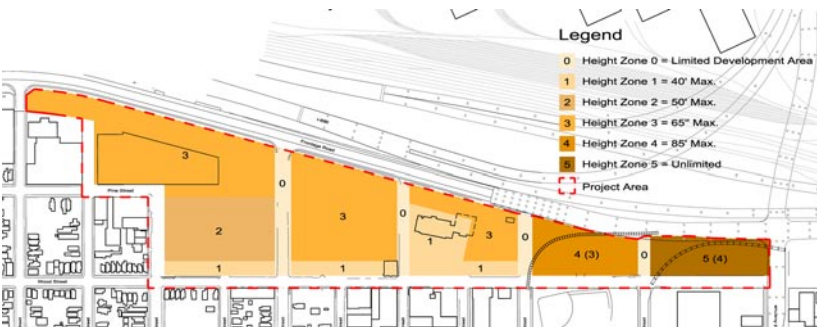 Legend
0 Height Zone 0 = Limited Development Area
1 Height Zone 1 = 40' Max.
2 Height Zone 2 = 50' Max.
3 Height Zone 3 = 65" Max.
4 Height Zone 4 = 85' Max.
5 Height Zone 5 = Unlimited
Project Area
I-880
Frontage Road
3
Pine Street
0
2
3
0
1
3
0
4 (3)
0
5 (4)
1
1
1
Wood Street